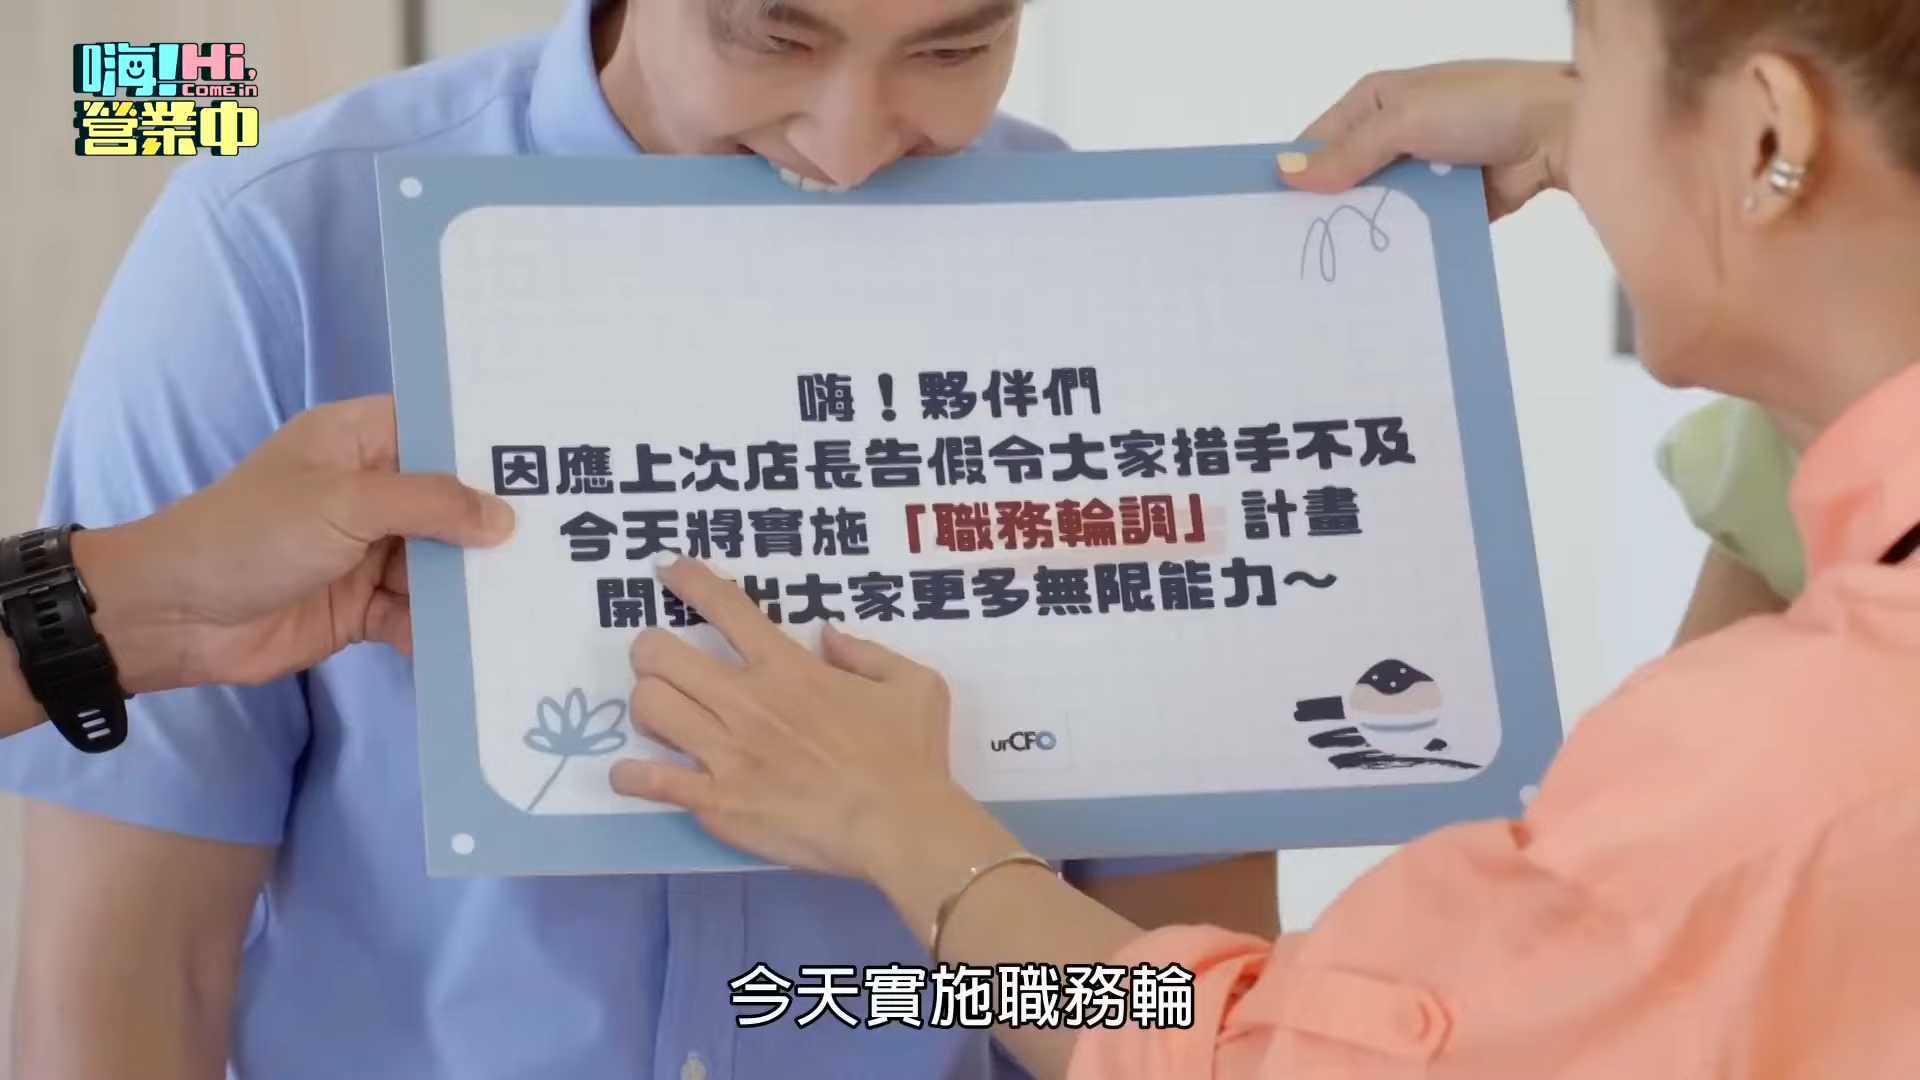 嗨!Hi,
Come in
營業中
嗨！夥伴們
因應上次店長告假令大家措手不及
今天將實施「職務輪調」計畫
開發出大家更多無限能力～
urCFO
今天實施職務輪